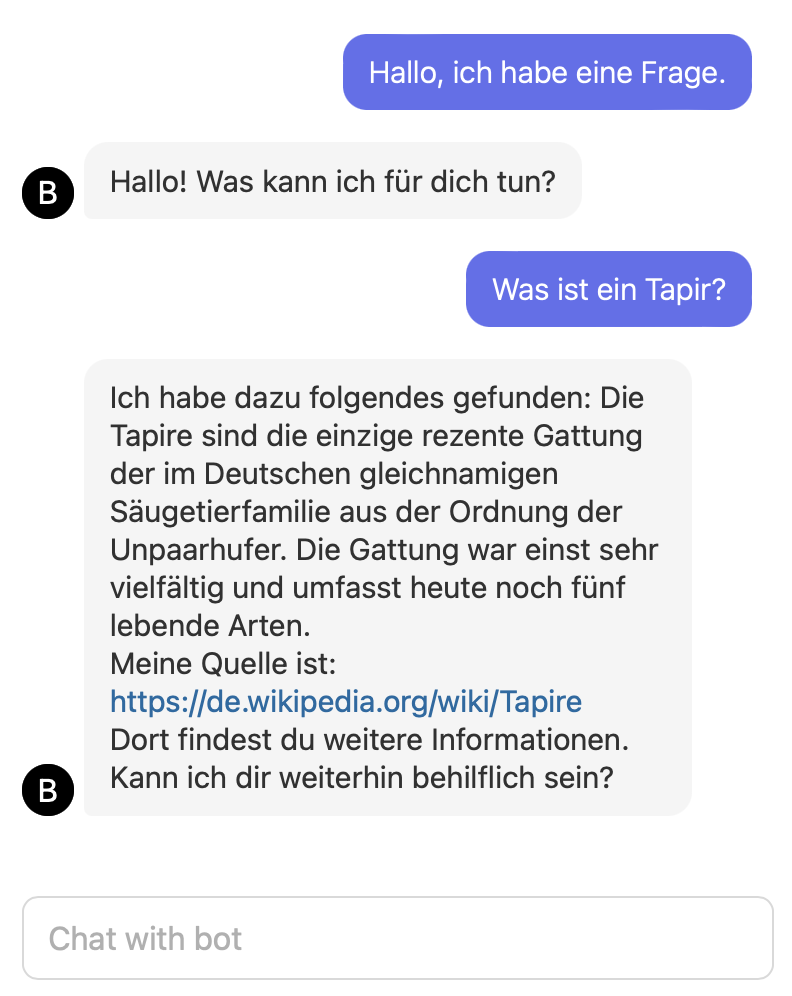 Hallo, ich habe eine Frage.
B
Hallo! Was kann ich für dich tun?
Was ist ein Tapir?
Ich habe dazu folgendes gefunden: Die
Tapire sind die einzige rezente Gattung
der im Deutschen gleichnamigen
Säugetierfamilie aus der Ordnung der
Unpaarhufer. Die Gattung war einst sehr
vielfältig und umfasst heute noch fünf
lebende Arten.
Meine Quelle ist:
https://de.wikipedia.org/wiki/Tapire
Dort findest du weitere Informationen.
Kann ich dir weiterhin behilflich sein?
B
Chat with bot